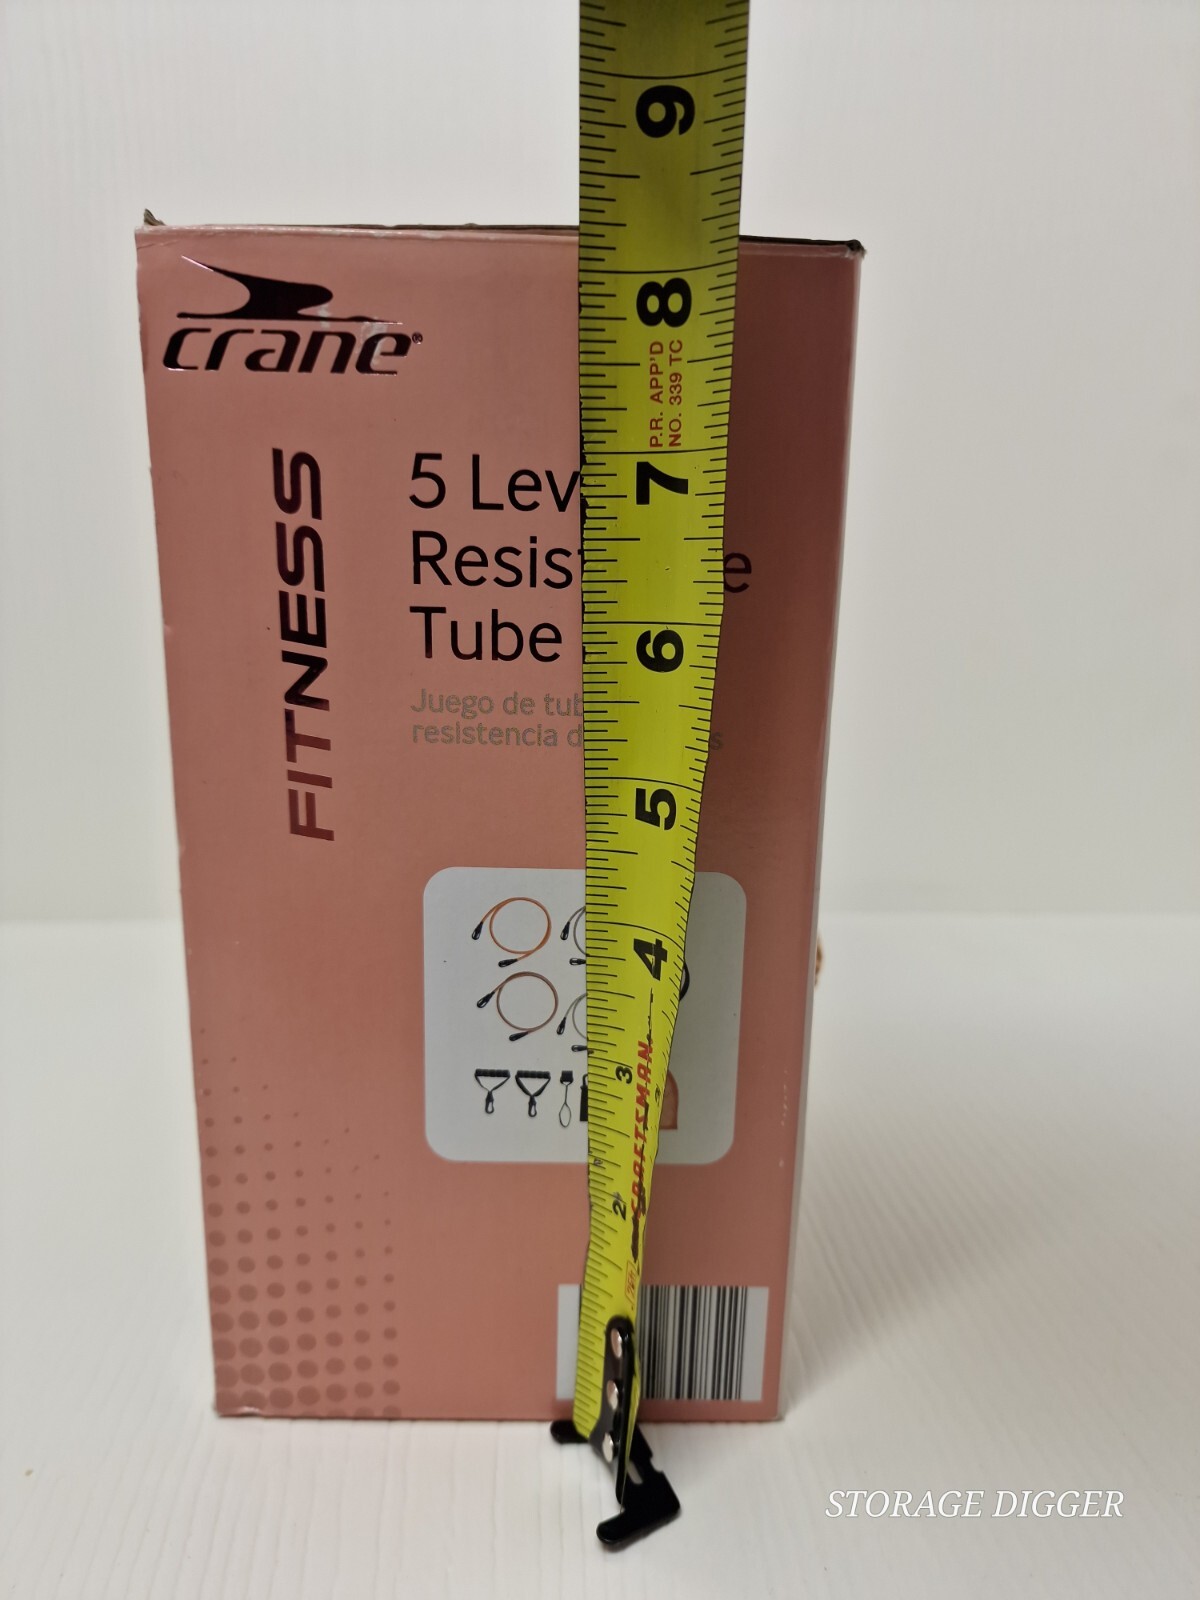 crane®
FITNESS
5 Lev
Resis
Tube
Juego de tub
resistencia d
s
9
8
P.R. APP'D
NO. 339 TC
7
6
5
4
3
CRAFTSMAN
2
STORAGE DIGGER